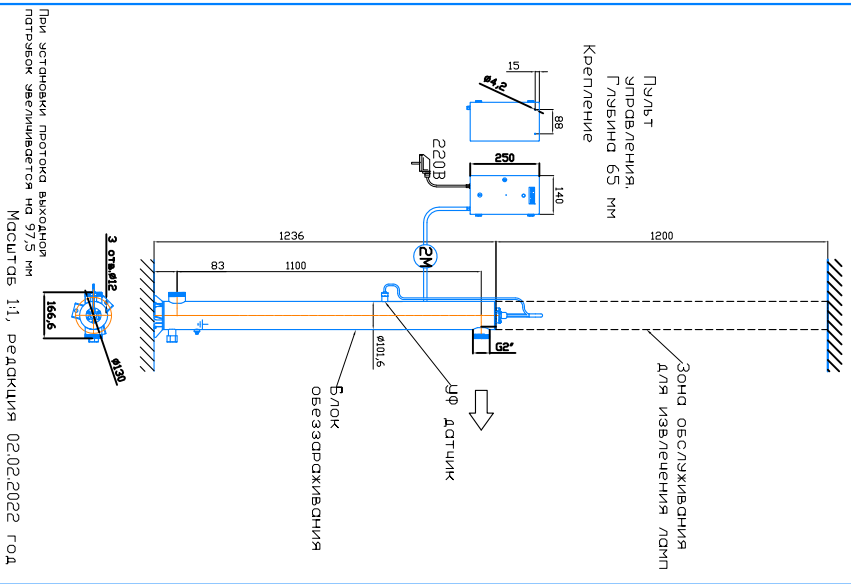 Пульт
управления.
Глубина 65 мм
Крепление
15
ø4,2
88
220В
250
140
2М
1236
1200
83
1100
ø101,6
G2"
УФ датчик
Блок
обеззараживания
Зона обслуживания
для извлечения ламп
3 отв.ø12
166,6
ø130
При установки протока выходной
патрубок увеличивается на 97,5 мм
Масштаб 1:1, редакция 02.02.2022 год